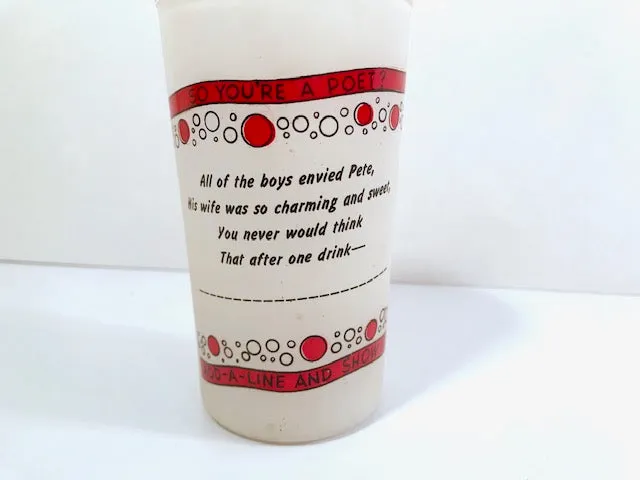 SO YOU'RE A POET?
All of the boys envied Pete,
His wife was so charming and sweet,
You never would think
That after one drink—
-A-LINE AND SHOW